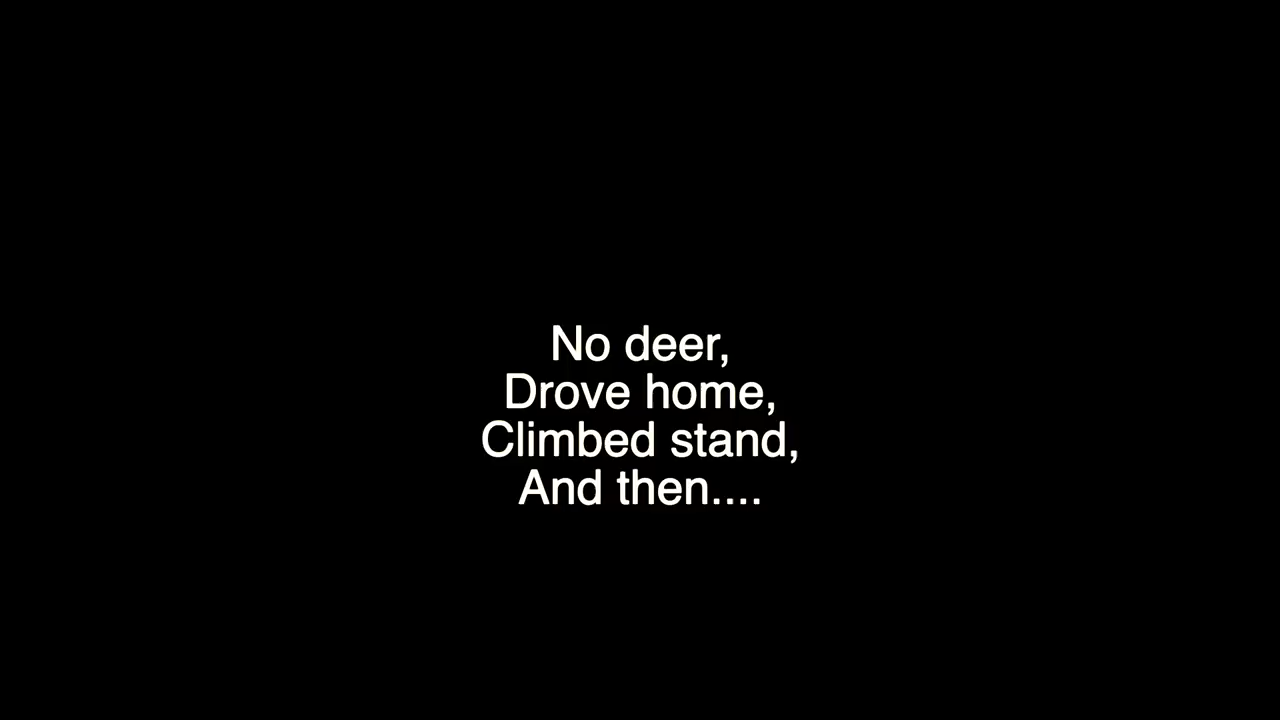 No deer,
Drove home,
Climbed stand,
And then....